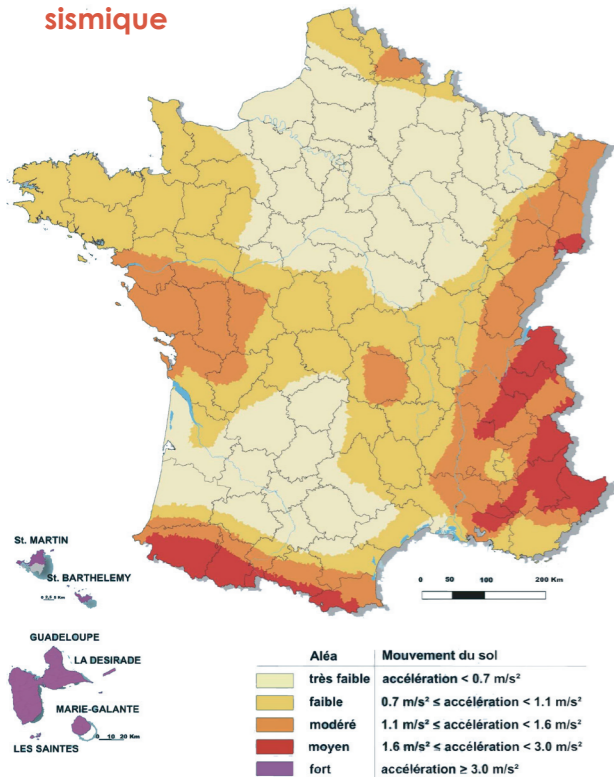 sismique
St. MARTIN
St. BARTHELEMY
GUADELOUPE
LA DESIRADE
MARIE-GALANTE
0 10 20 Km
LES SAINTES
0 50 100 200 Km
Aléa Mouvement du sol
très faible accélération < 0.7 m/s²
faible 0.7 m/s² ≤ accélération < 1.1 m/s²
modéré 1.1 m/s² ≤ accélération < 1.6 m/s²
moyen 1.6 m/s² ≤ accélération < 3.0 m/s²
fort accélération ≥ 3.0 m/s²